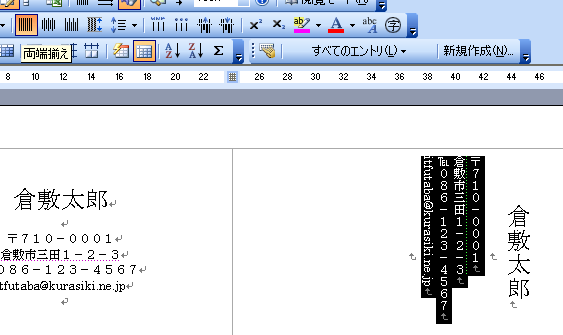 両端揃え
すべてのエントリ(L)
新規作成(N)...
8 10 12 14 16 18 20 22 26 28 30 32 34 36 38 40 42 44 46
倉敷太郎
〒710-0001
倉敷市三田1-2-3
086-123-4567
itfutaba@kurasiki.ne.jp
倉敷太郎
〒710-0001
倉敷市三田1-2-3
℡086-123-4567
itfutaba@kurasiki.ne.jp